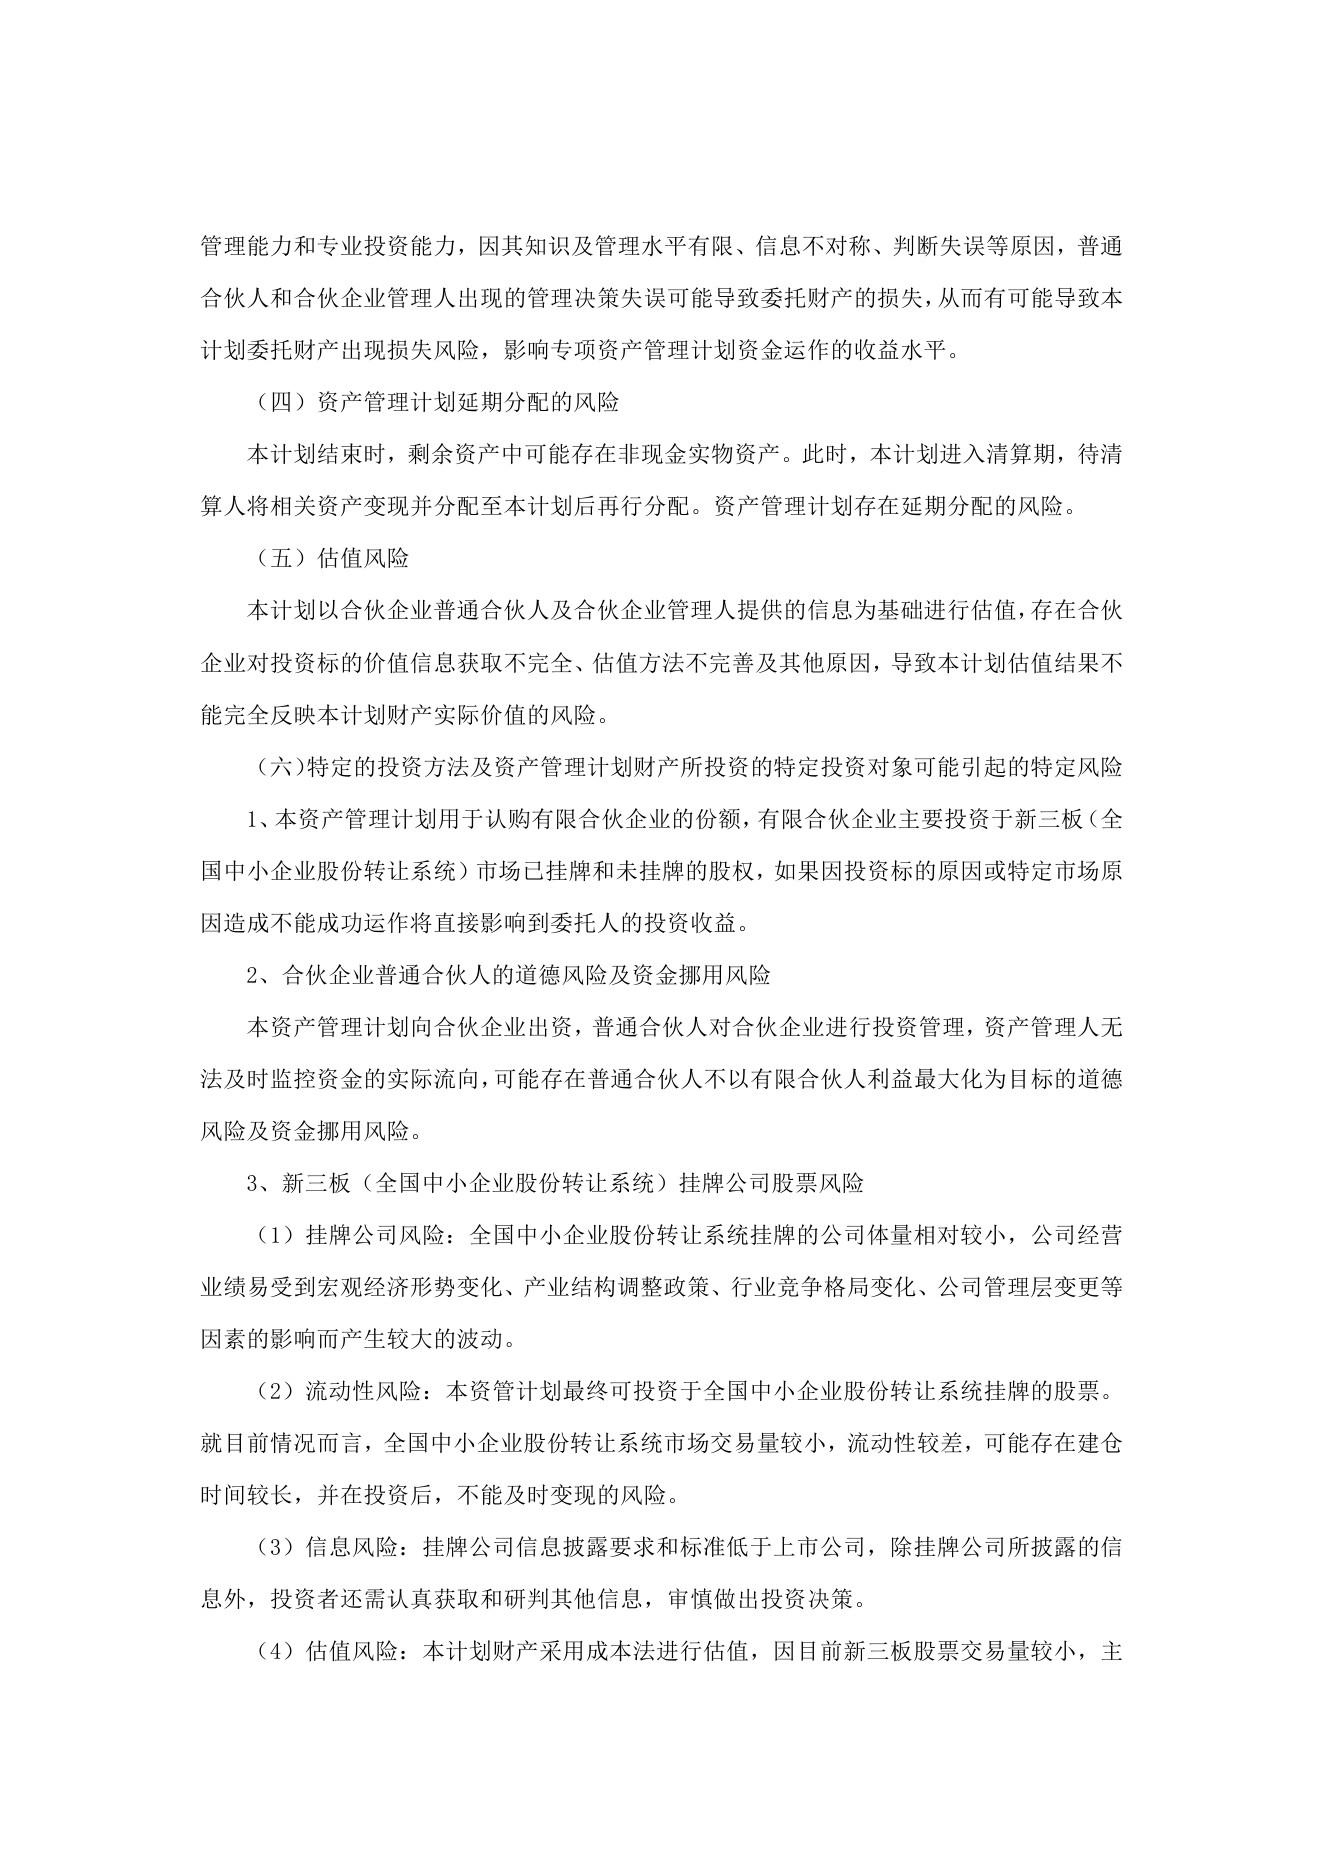 管理能力和专业投资能力，因其知识及管理水平有限、信息不对称、判断失误等原因，普通
合伙人和合伙企业管理人出现的管理决策失误可能导致委托财产的损失，从而有可能导致本
计划委托财产出现损失风险，影响专项资产管理计划资金运作的收益水平。
（四）资产管理计划延期分配的风险
本计划结束时，剩余资产中可能存在非现金实物资产。此时，本计划进入清算期，待清
算人将相关资产变现并分配至本计划后再行分配。资产管理计划存在延期分配的风险。
（五）估值风险
本计划以合伙企业普通合伙人及合伙企业管理人提供的信息为基础进行估值，存在合伙
企业对投资标的价值信息获取不完全、估值方法不完善及其他原因，导致本计划估值结果不
能完全反映本计划财产实际价值的风险。
（六）特定的投资方法及资产管理计划财产所投资的特定投资对象可能引起的特定风险
1、本资产管理计划用于认购有限合伙企业的份额，有限合伙企业主要投资于新三板（全
国中小企业股份转让系统）市场已挂牌和未挂牌的股权，如果因投资标的原因或特定市场原
因造成不能成功运作将直接影响到委托人的投资收益。
2、合伙企业普通合伙人的道德风险及资金挪用风险
本资产管理计划向合伙企业出资，普通合伙人对合伙企业进行投资管理，资产管理人无
法及时监控资金的实际流向，可能存在普通合伙人不以有限合伙人利益最大化为目标的道德
风险及资金挪用风险。
3、新三板（全国中小企业股份转让系统）挂牌公司股票风险
（1）挂牌公司风险：全国中小企业股份转让系统挂牌的公司体量相对较小，公司经营
业绩易受到宏观经济形势变化、产业结构调整政策、行业竞争格局变化、公司管理层变更等
因素的影响而产生较大的波动。
（2）流动性风险：本资管计划最终可投资于全国中小企业股份转让系统挂牌的股票。
就目前情况而言，全国中小企业股份转让系统市场交易量较小，流动性较差，可能存在建仓
时间较长，并在投资后，不能及时变现的风险。
（3）信息风险：挂牌公司信息披露要求和标准低于上市公司，除挂牌公司所披露的信
息外，投资者还需认真获取和研判其他信息，审慎做出投资决策。
（4）估值风险：本计划财产采用成本法进行估值，因目前新三板股票交易量较小，主